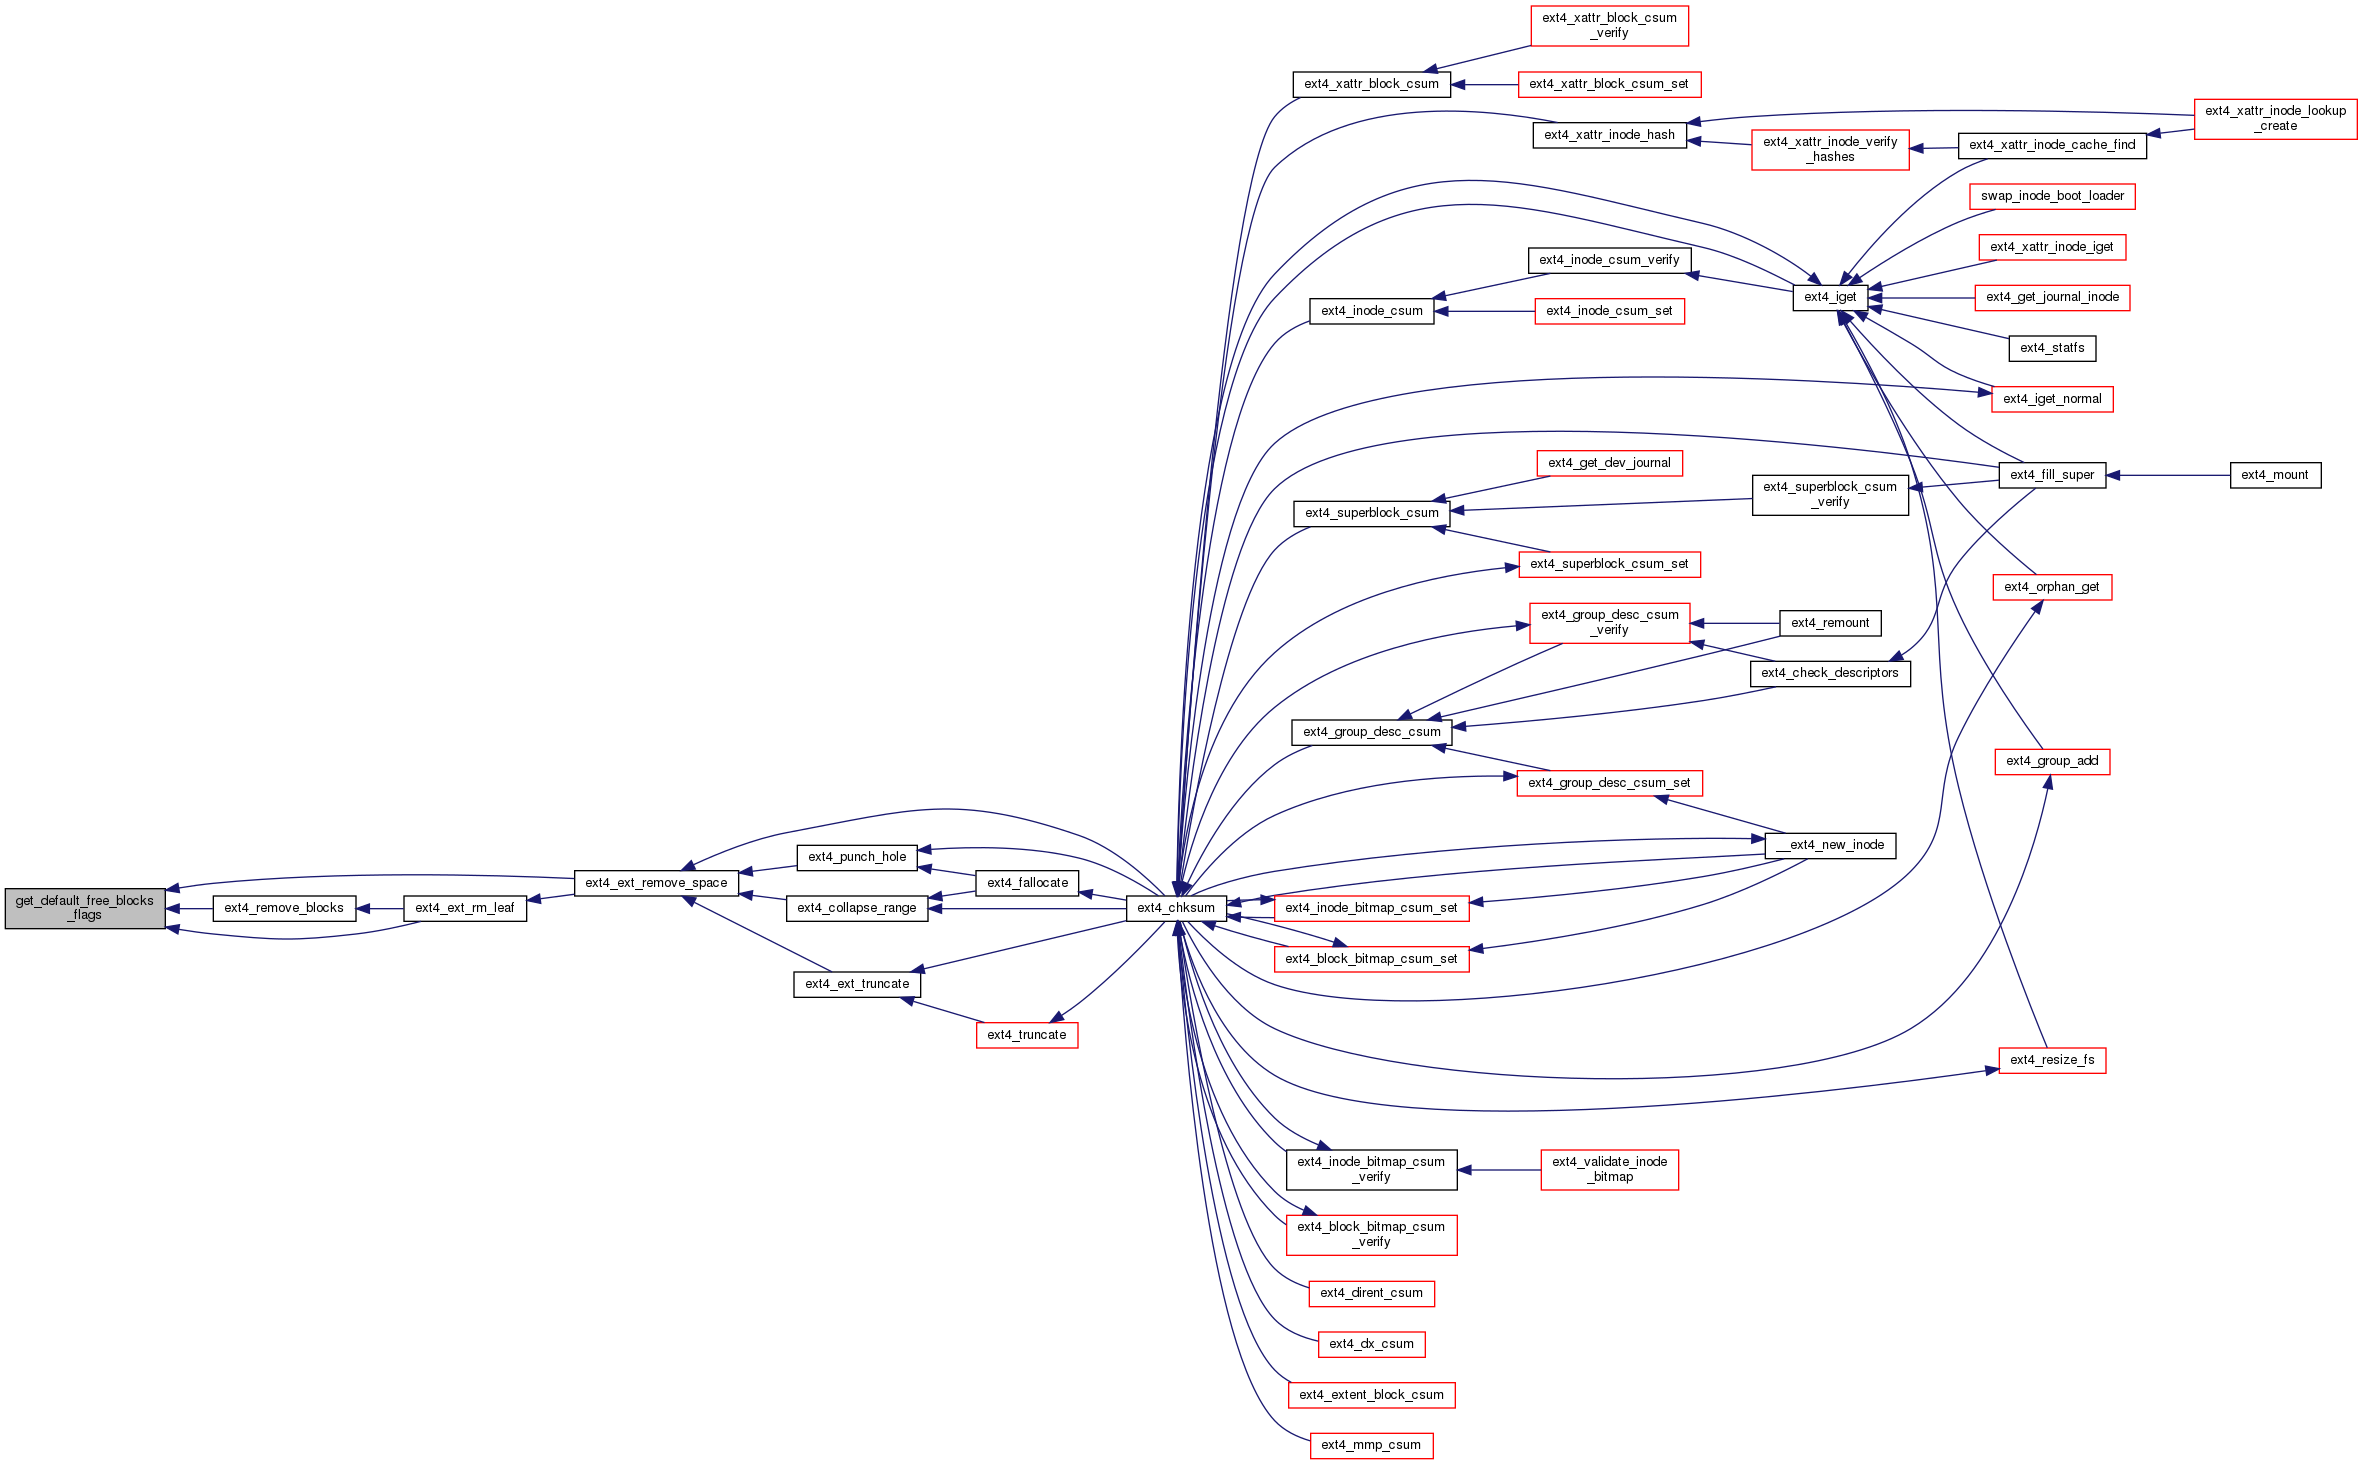 get_default_free_blocks
_flags
ext4_remove_blocks
ext4_ext_rm_leaf
ext4_ext_remove_space
ext4_punch_hole
ext4_collapse_range
ext4_ext_truncate
ext4_fallocate
ext4_truncate
ext4_chksum
ext4_xattr_block_csum
_verify
ext4_xattr_block_csum
ext4_xattr_block_csum_set
ext4_xattr_inode_hash
ext4_xattr_inode_verify
_hashes
ext4_xattr_inode_cache_find
ext4_xattr_inode_lookup
_create
swap_inode_boot_loader
ext4_xattr_inode_iget
ext4_inode_csum_verify
ext4_iget
ext4_get_journal_inode
ext4_inode_csum
ext4_inode_csum_set
ext4_statfs
ext4_iget_normal
ext4_get_dev_journal
ext4_superblock_csum
ext4_superblock_csum
_verify
ext4_fill_super
ext4_mount
ext4_superblock_csum_set
ext4_orphan_get
ext4_group_desc_csum
_verify
ext4_remount
ext4_check_descriptors
ext4_group_desc_csum
ext4_group_desc_csum_set
ext4_group_add
__ext4_new_inode
ext4_inode_bitmap_csum_set
ext4_block_bitmap_csum_set
ext4_resize_fs
ext4_inode_bitmap_csum
_verify
ext4_validate_inode
_bitmap
ext4_block_bitmap_csum
_verify
ext4_dirent_csum
ext4_dx_csum
ext4_extent_block_csum
ext4_mmp_csum